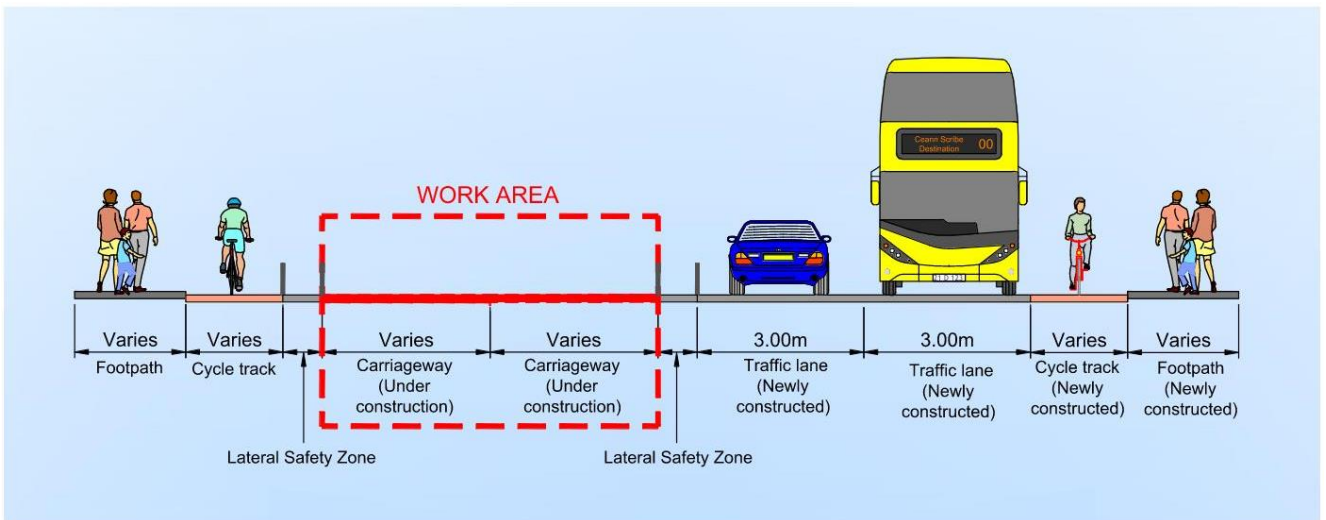 WORK AREA
Ceann Scribe
Destination
00
Varies
Footpath
Varies
Cycle track
Varies
Carriageway
(Under
construction)
Varies
Carriageway
(Under
construction)
3.00m
Traffic lane
(Newly
constructed)
3.00m
Traffic lane
(Newly
constructed)
Varies
Cycle track
(Newly
constructed)
Varies
Footpath
(Newly
constructed)
Lateral Safety Zone
Lateral Safety Zone